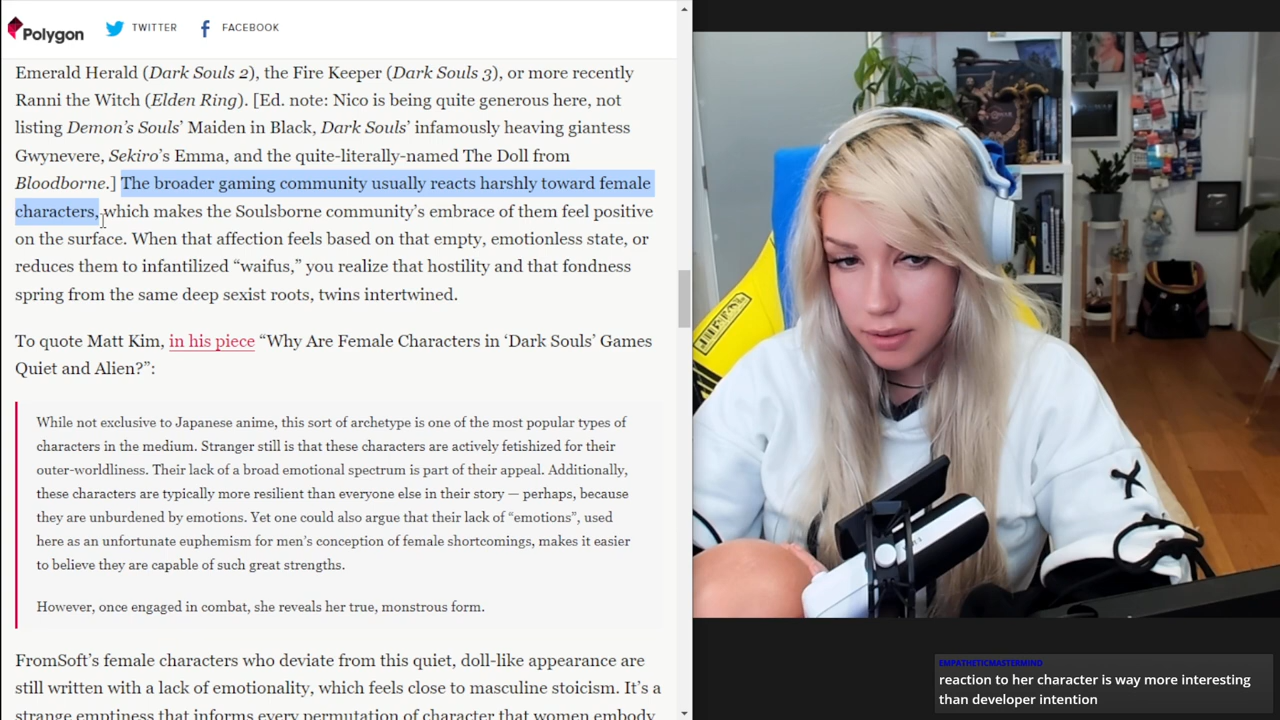 Polygon
TWITTER
FACEBOOK
Emerald Herald (Dark Souls 2), the Fire Keeper (Dark Souls 3), or more recently
Ranni the Witch (Elden Ring). [Ed. note: Nico is being quite generous here, not
listing Demon’s Souls’ Maiden in Black, Dark Souls’ infamously heaving giantess
Gwynevere, Sekiro’s Emma, and the quite-literally-named The Doll from
Bloodborne.] The broader gaming community usually reacts harshly toward female
characters, which makes the Soulsborne community’s embrace of them feel positive
on the surface. When that affection feels based on that empty, emotionless state, or
reduces them to infantilized “waifus,” you realize that hostility and that fondness
spring from the same deep sexist roots, twins intertwined.
To quote Matt Kim, in his piece “Why Are Female Characters in ‘Dark Souls’ Games
Quiet and Alien?”:
While not exclusive to Japanese anime, this sort of archetype is one of the most popular types of
characters in the medium. Stranger still is that these characters are actively fetishized for their
outer-worldliness. Their lack of a broad emotional spectrum is part of their appeal. Additionally,
these characters are typically more resilient than everyone else in their story — perhaps, because
they are unburdened by emotions. Yet one could also argue that their lack of “emotions”, used
here as an unfortunate euphemism for men’s conception of female shortcomings, makes it easier
to believe they are capable of such great strengths.
However, once engaged in combat, she reveals her true, monstrous form.
FromSoft’s female characters who deviate from this quiet, doll-like appearance are
still written with a lack of emotionality, which feels close to masculine stoicism. It’s a
strange emptiness that informs every permutation of character that women embody
EMPATHETICMASTERMIND
reaction to her character is way more interesting
than developer intention